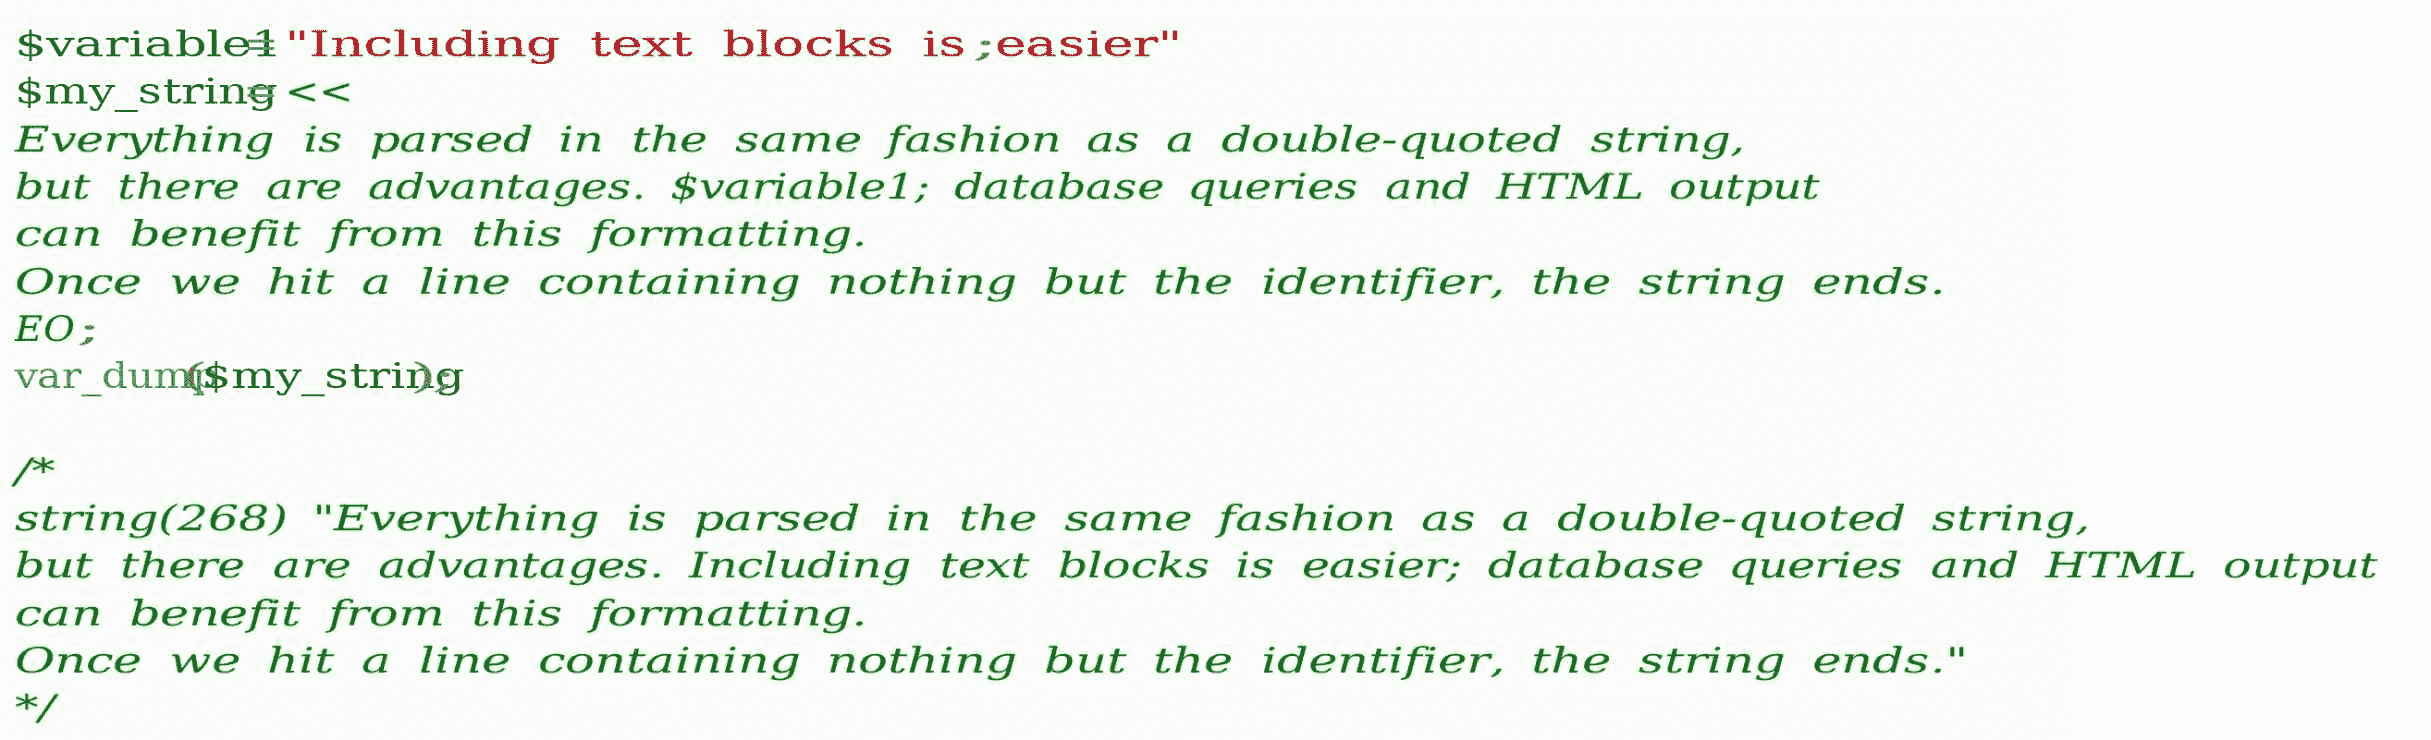 $variable1 = "Including text blocks is easier";
$my_string = <<
Everything is parsed in the same fashion as a double-quoted string,
but there are advantages. $variable1; database queries and HTML output
can benefit from this formatting.
Once we hit a line containing nothing but the identifier, the string ends.
EO;
var_dump($my_string);
/*
string(268) "Everything is parsed in the same fashion as a double-quoted string,
but there are advantages. Including text blocks is easier; database queries and HTML output
can benefit from this formatting.
Once we hit a line containing nothing but the identifier, the string ends."
*/